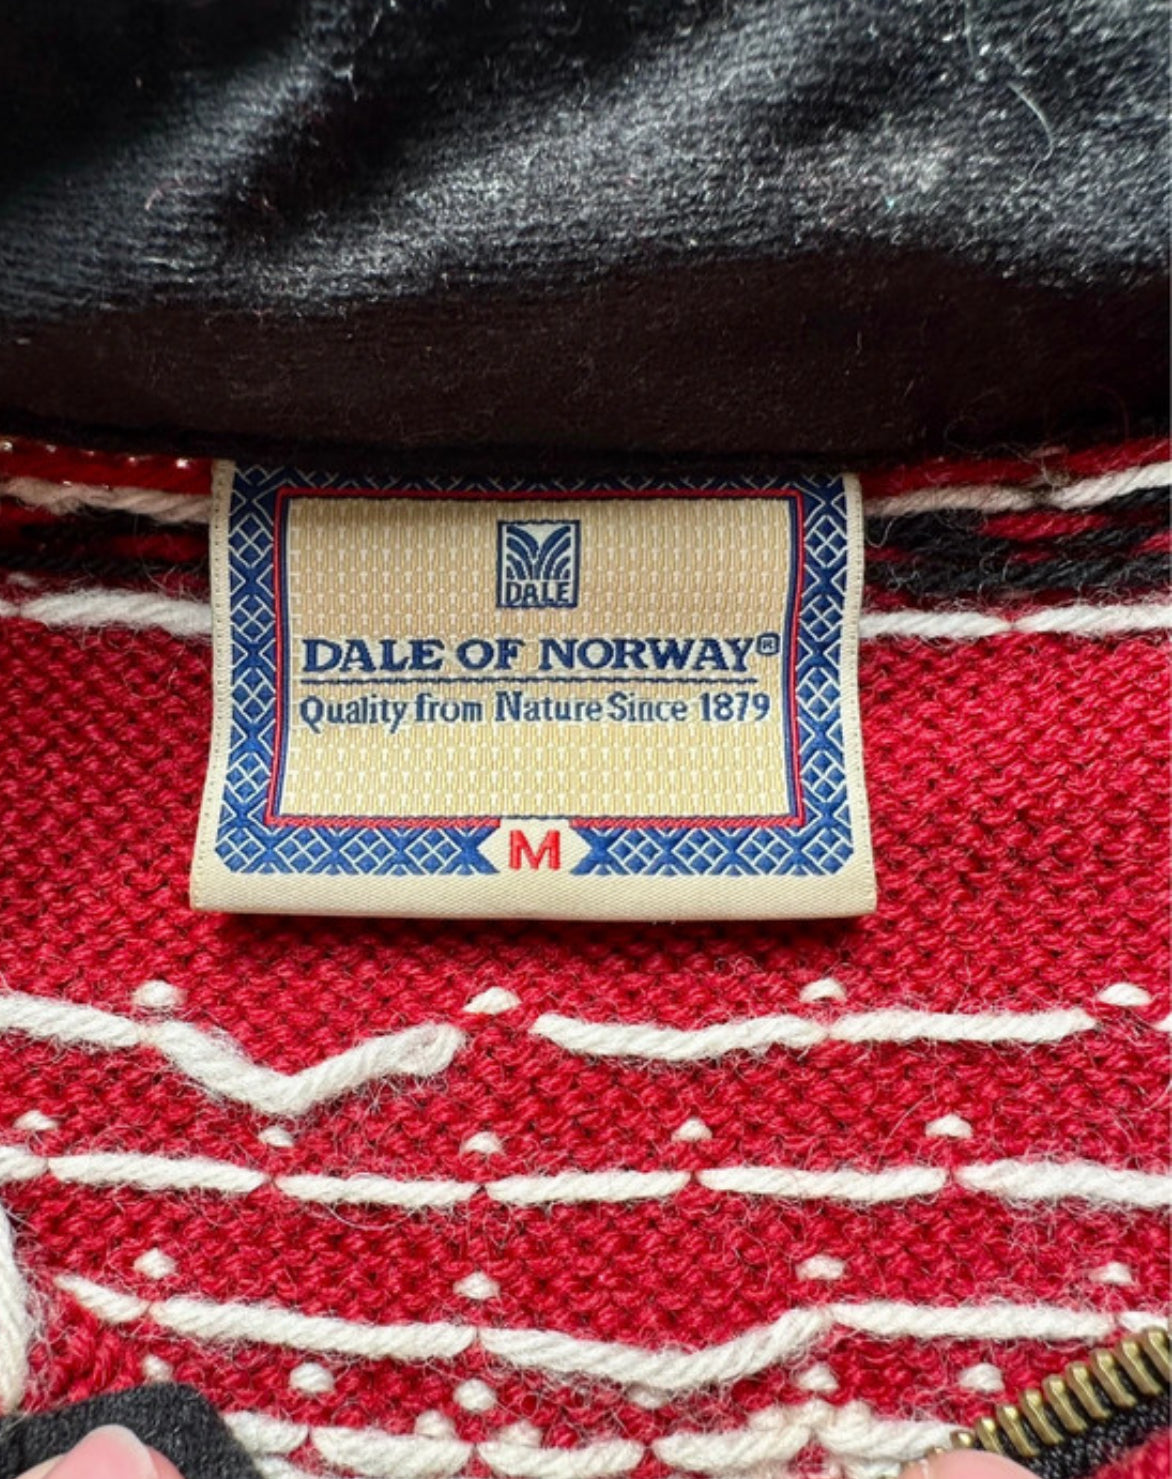 DALE
DALE OF NORWAY®
Quality from Nature Since 1879
M